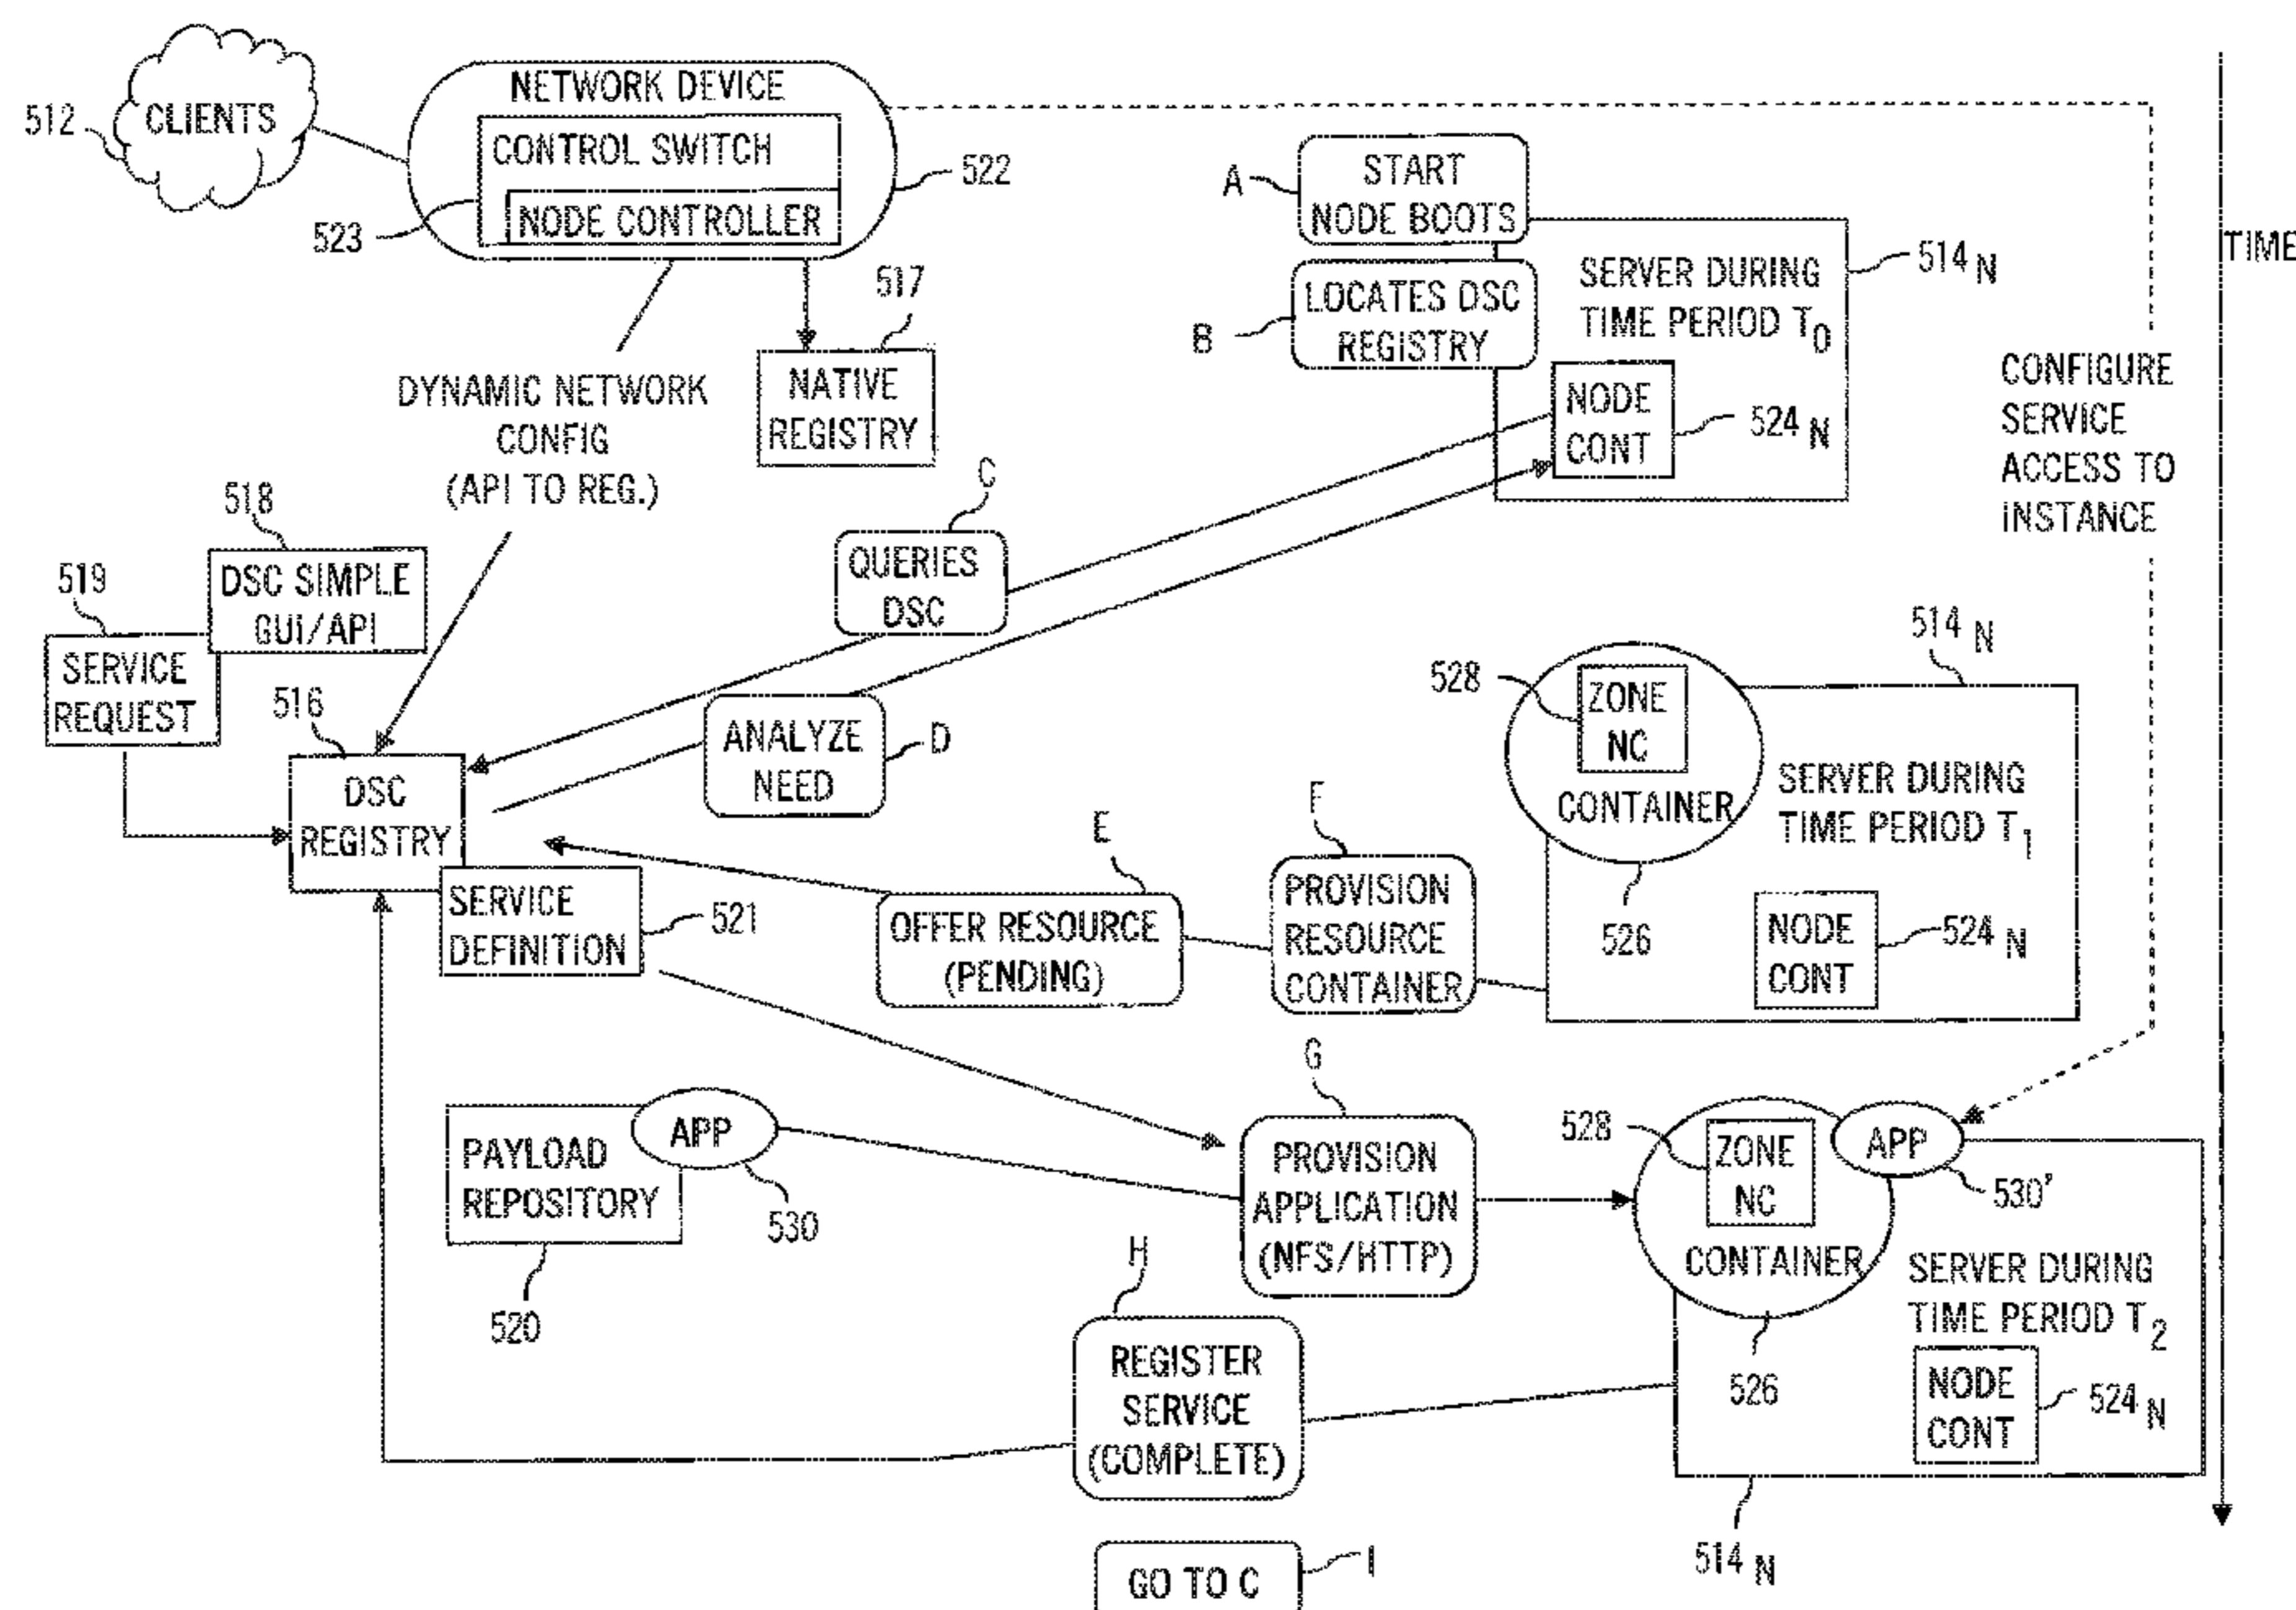 CLIENTS
512
NETWORK DEVICE
CONTROL SWITCH
NODE CONTROLLER
522
523
517
NATIVE
REGISTRY
DYNAMIC NETWORK
CONFIG
(API TO REG.)
A
START
NODE BOOTS
B
LOCATES DSC
REGISTRY
SERVER DURING
TIME PERIOD T0
514 N
NODE
CONT
524 N
TIME
CONFIGURE
SERVICE
ACCESS TO
INSTANCE
C
QUERIES
DSC
518
DSC SIMPLE
GUI/API
519
SERVICE
REQUEST
516
DSC
REGISTRY
ANALYZE
NEED
D
SERVICE
DEFINITION
521
E
OFFER RESOURCE
(PENDING)
F
PROVISION
RESOURCE
CONTAINER
514 N
528
ZONE
NC
CONTAINER
526
SERVER DURING
TIME PERIOD T1
NODE
CONT
524 N
PAYLOAD
REPOSITORY
APP
530
520
G
PROVISION
APPLICATION
(NFS/HTTP)
528
ZONE
NC
CONTAINER
APP
530'
526
SERVER DURING
TIME PERIOD T2
NODE
CONT
524 N
514 N
H
REGISTER
SERVICE
(COMPLETE)
GO TO C
I